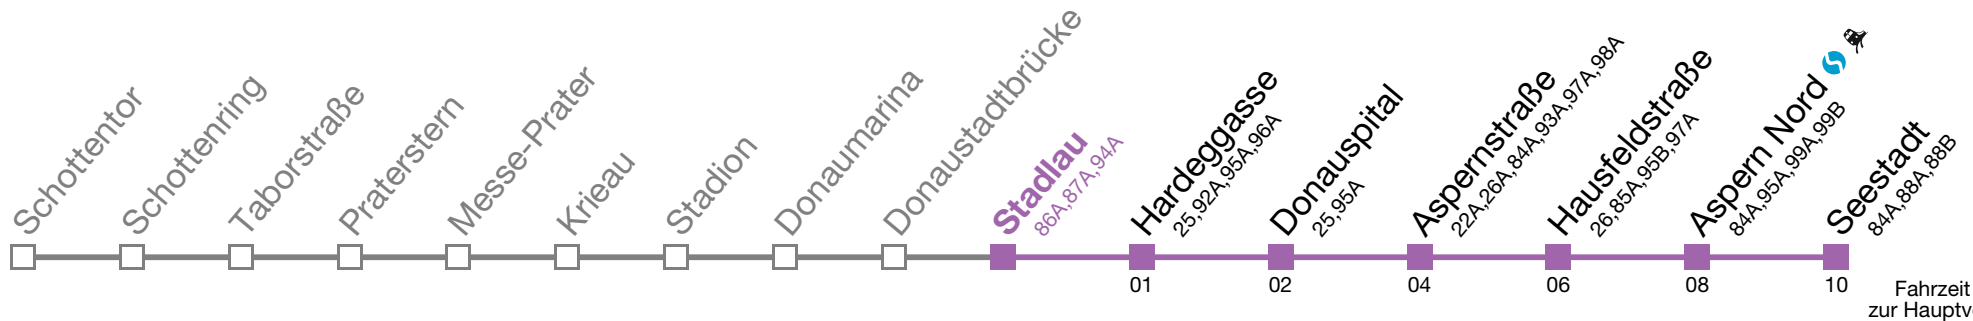 Schottentor
Schottenring
Taborstraße
Praterstern
Messe-Prater
Krieau
Stadion
Donaumarina
Donaustadtbrücke
Stadlau
86A,87A,94A
Hardeggasse
25,92A,95A,96A
Donauspital
25,95A
Aspernstraße
22A,26A,84A,93A,97A,98A
Hausfeldstraße
26,85A,95B,97A
Aspern Nord
84A,95A,99A,99B
Seestadt
84A,88A,88B
01
02
04
06
08
10
Fahrzeit
zur Hauptve